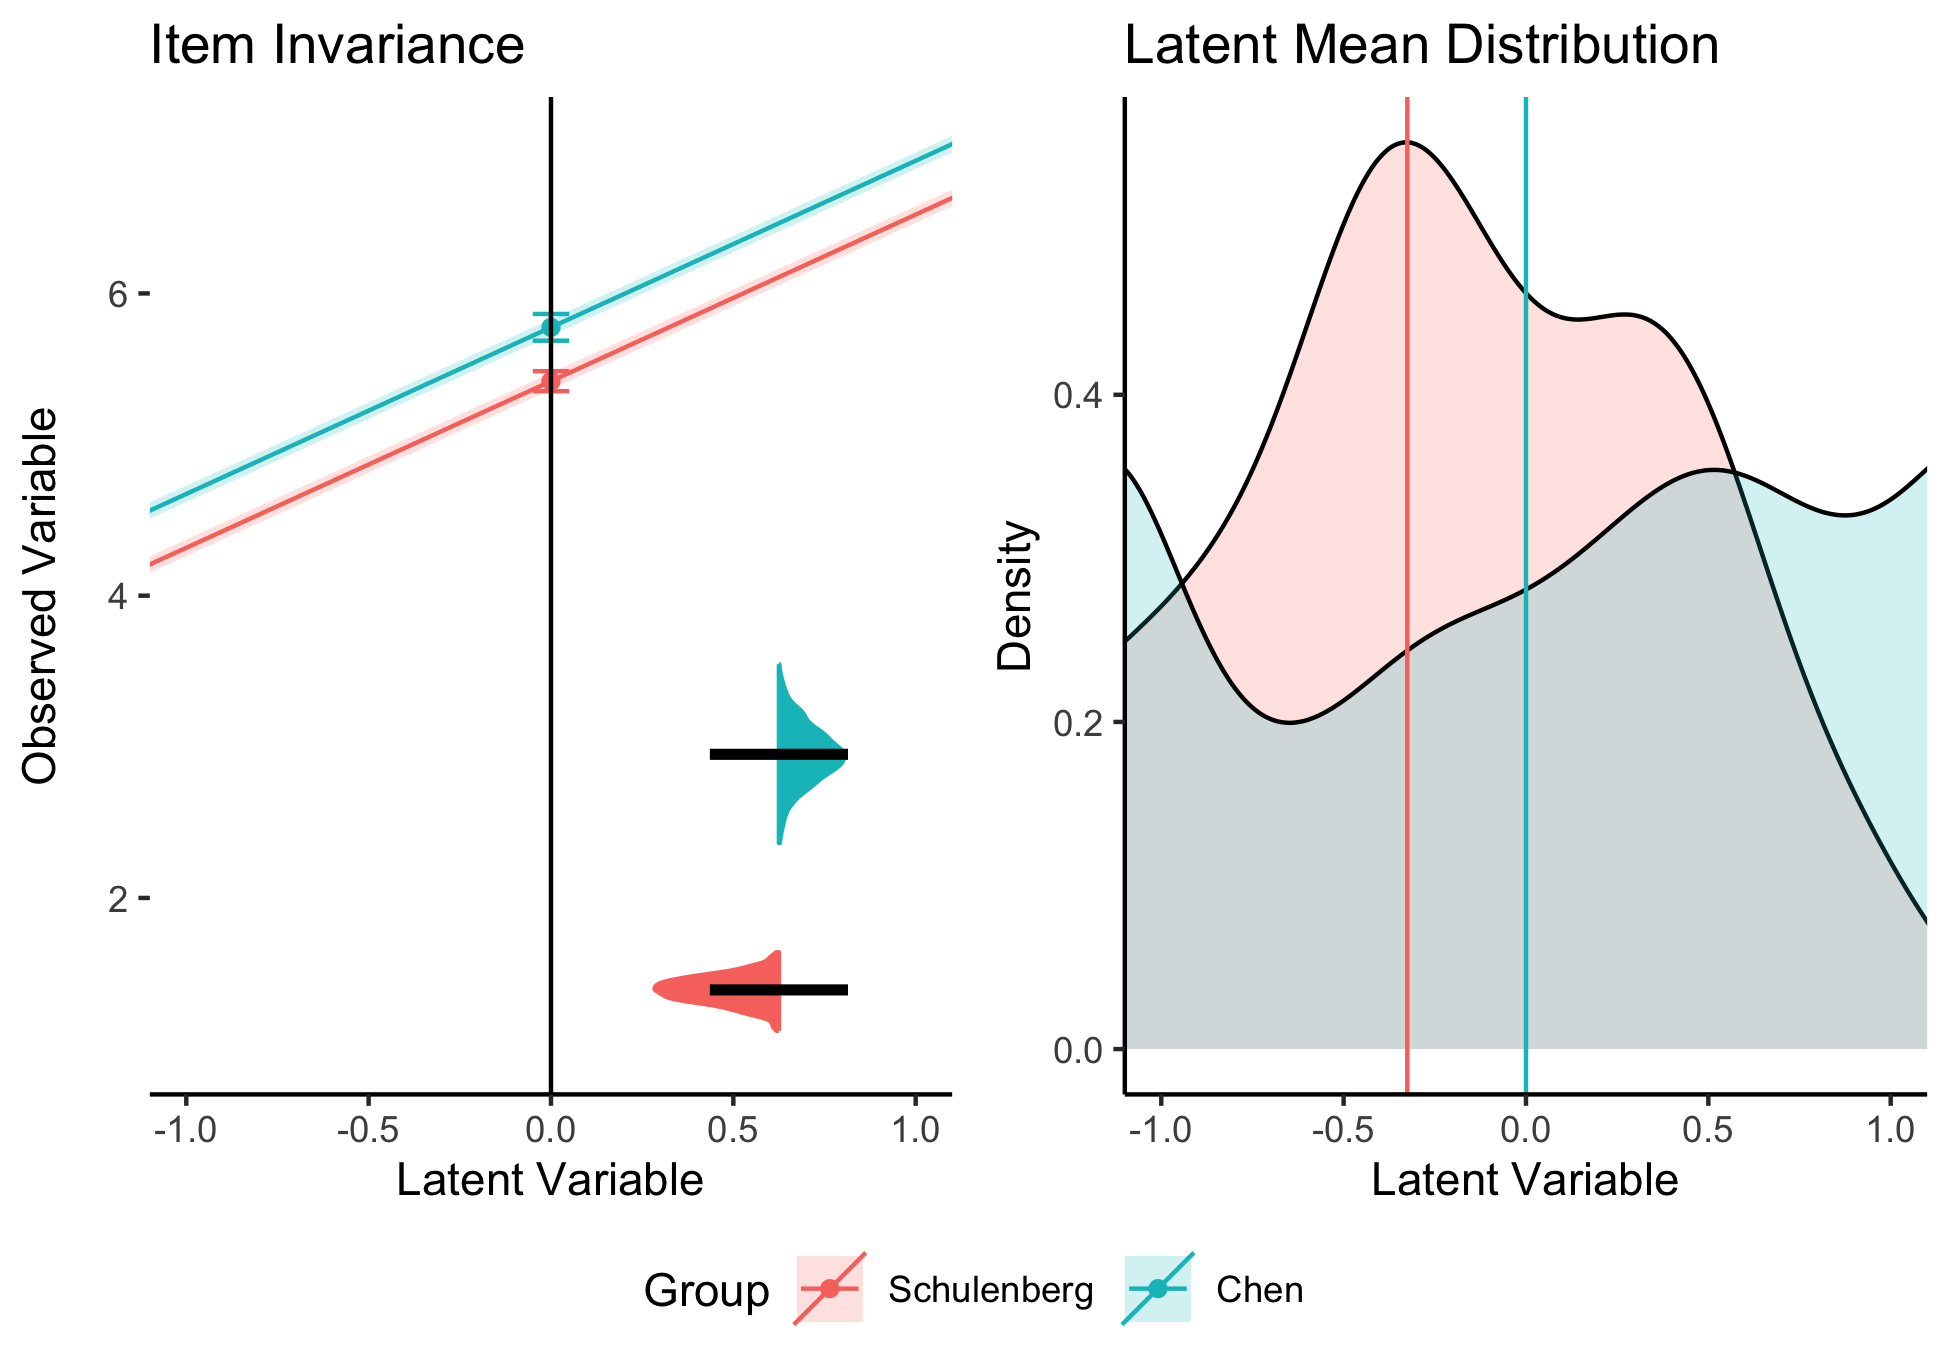 Item Invariance
Observed Variable
6
4
2
-1.0 -0.5 0.0 0.5 1.0
Latent Variable
Latent Mean Distribution
Density
0.4
0.2
0.0
-1.0 -0.5 0.0 0.5 1.0
Latent Variable
Group Schulenberg Chen